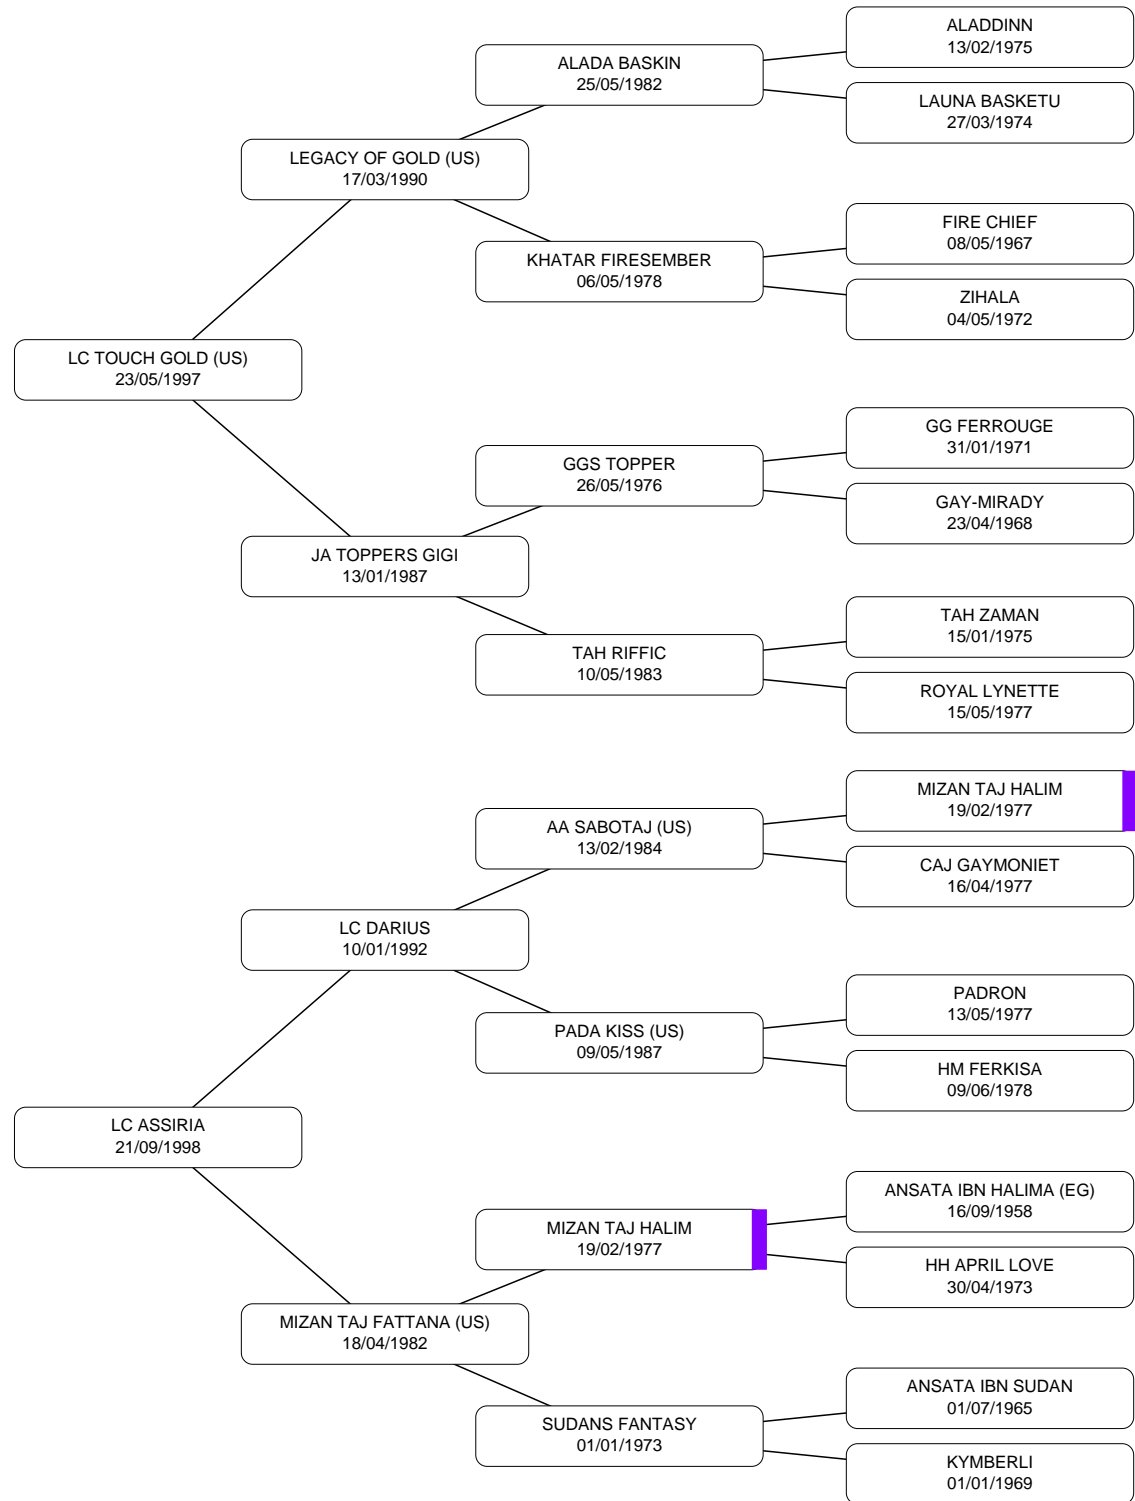 ALADDINN
13/02/1975
ALADA BASKIN
25/05/1982
LAUNA BASKETU
27/03/1974
LEGACY OF GOLD (US)
17/03/1990
FIRE CHIEF
08/05/1967
KHATAR FIRESEMBER
06/05/1978
ZIHALA
04/05/1972
LC TOUCH GOLD (US)
23/05/1997
GG FERROUGE
31/01/1971
GGS TOPPER
26/05/1976
GAY-MIRADY
23/04/1968
JA TOPPERS GIGI
13/01/1987
TAH ZAMAN
15/01/1975
TAH RIFFIC
10/05/1983
ROYAL LYNETTE
15/05/1977
MIZAN TAJ HALIM
19/02/1977
AA SABOTAJ (US)
13/02/1984
CAJ GAYMONIET
16/04/1977
LC DARIUS
10/01/1992
PADRON
13/05/1977
PADA KISS (US)
09/05/1987
HM FERKISA
09/06/1978
LC ASSIRIA
21/09/1998
ANSATA IBN HALIMA (EG)
16/09/1958
MIZAN TAJ HALIM
19/02/1977
HH APRIL LOVE
30/04/1973
MIZAN TAJ FATTANA (US)
18/04/1982
ANSATA IBN SUDAN
01/07/1965
SUDANS FANTASY
01/01/1973
KYMBERLI
01/01/1969